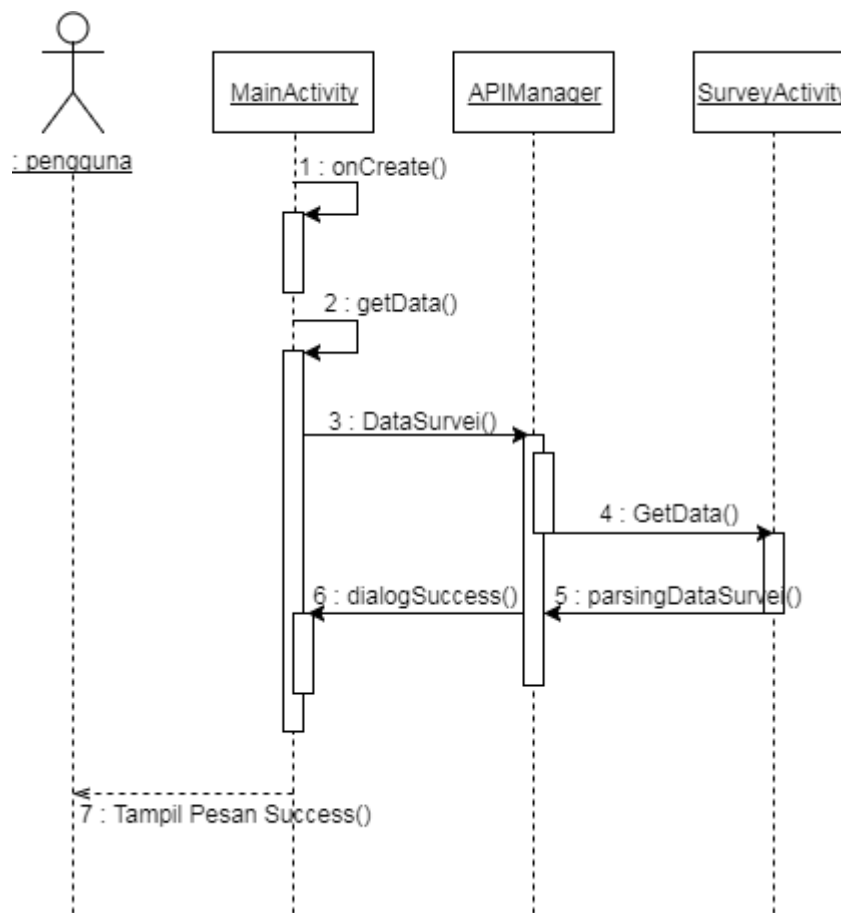 MainActivity
APIManager
SurveyActivity
: pengguna
1 : onCreate()
2 : getData()
3 : DataSurvei()
4 : GetData()
6 : dialogSuccess()
5 : parsingDataSurvei()
7 : Tampil Pesan Success()